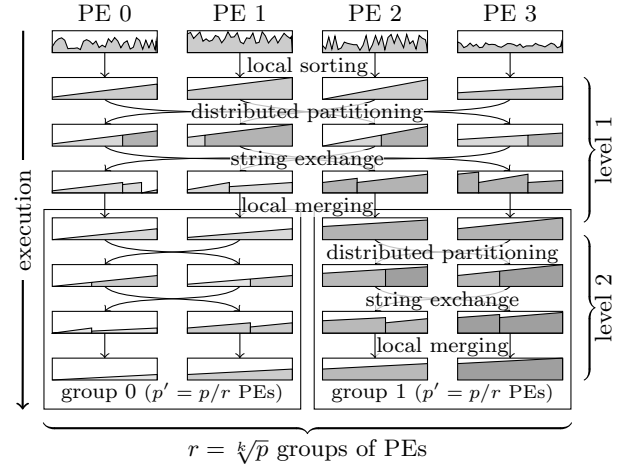 PE 0 PE 1 PE 2 PE 3
local sorting
distributed partitioning
string exchange
local merging
level 1
execution
distributed partitioning
string exchange
local merging
level 2
group 0 (p′ = p/r PEs) group 1 (p′ = p/r PEs)
r = ᵏ√p groups of PEs